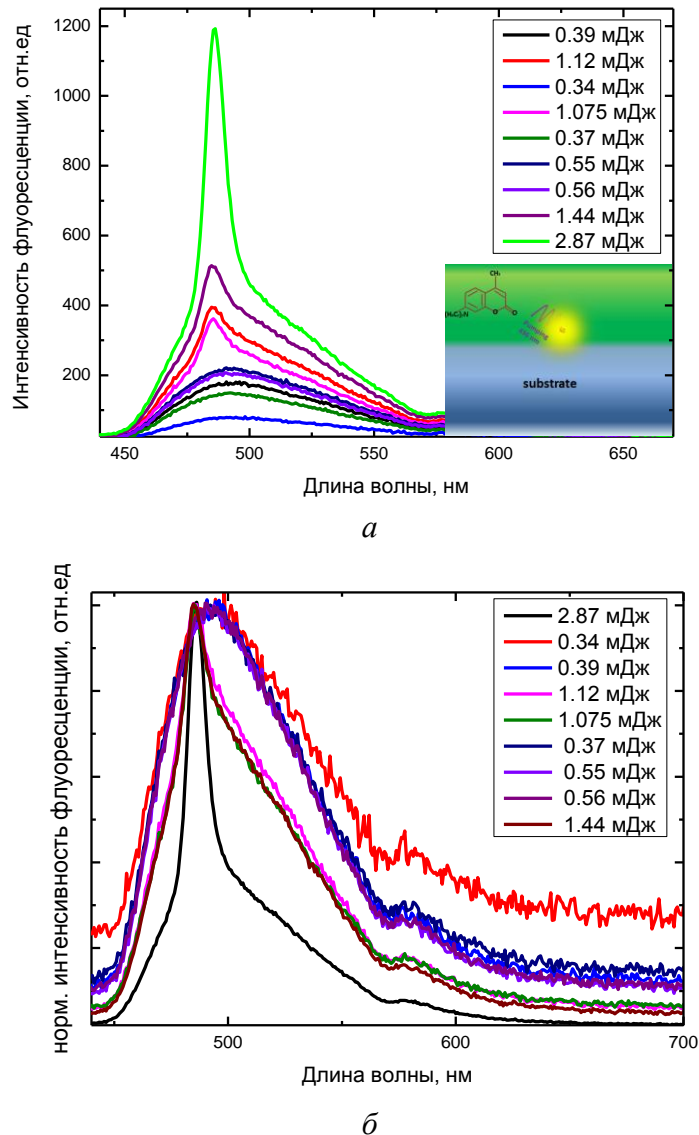 Интенсивность флуоресценции, отн.ед
1200
1000
800
600
400
200
0.39 мДж
1.12 мДж
0.34 мДж
1.075 мДж
0.37 мДж
0.55 мДж
0.56 мДж
1.44 мДж
2.87 мДж
CH₃
(H₅C₂)₂N
O
O
substrate
450
500
550
600
650
Длина волны, нм
а
норм. интенсивность флуоресценции, отн.ед
2.87 мДж
0.34 мДж
0.39 мДж
1.12 мДж
1.075 мДж
0.37 мДж
0.55 мДж
0.56 мДж
1.44 мДж
500
600
700
Длина волны, нм
б